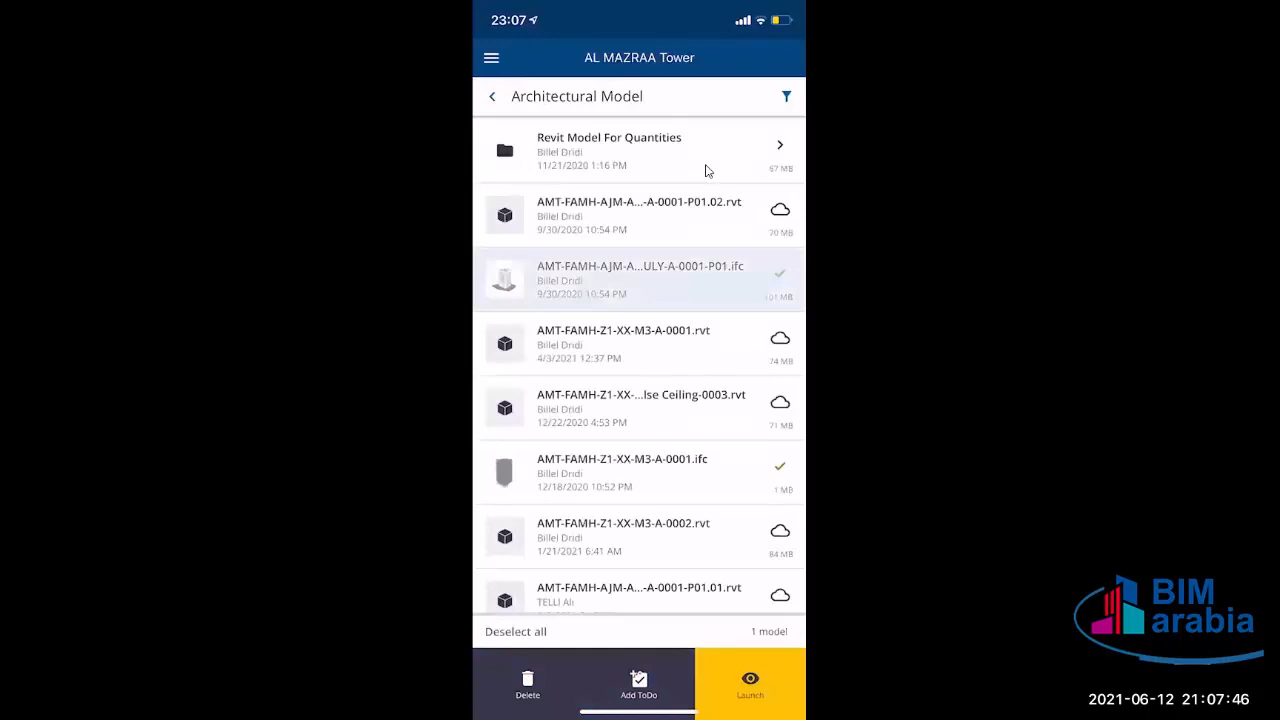 23:07
AL MAZRAA Tower
Architectural Model
Revit Model For Quantities
Billel Dridi
11/21/2020 1:16 PM
67 MB
AMT-FAMH-AJM-A...-A-0001-P01.02.rvt
Billel Dridi
9/30/2020 10:54 PM
70 MB
AMT-FAMH-AJM-A...ULY-A-0001-P01.ifc
Billel Dridi
9/30/2020 10:54 PM
101 MB
AMT-FAMH-Z1-XX-M3-A-0001.rvt
Billel Dridi
4/3/2021 12:37 PM
74 MB
AMT-FAMH-Z1-XX-...lse Ceiling-0003.rvt
Billel Dridi
12/22/2020 4:53 PM
71 MB
AMT-FAMH-Z1-XX-M3-A-0001.ifc
Billel Dridi
12/18/2020 10:52 PM
1 MB
AMT-FAMH-Z1-XX-M3-A-0002.rvt
Billel Dridi
1/21/2021 6:41 AM
84 MB
AMT-FAMH-AJM-A...-A-0001-P01.01.rvt
TELLI Ali
Deselect all
1 model
Delete
Add ToDo
Launch
BIM
arabia
2021-06-12 21:07:46